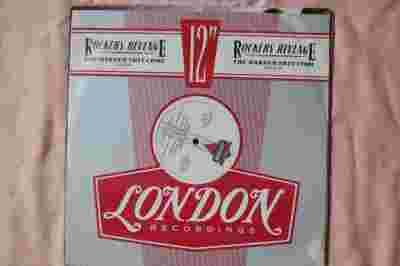 ROCKERS REVENGE
12"
ROCKERS REVENGE
THE HARDER THEY COME
THE HARDER THEY COME
LONDON
RECORDINGS